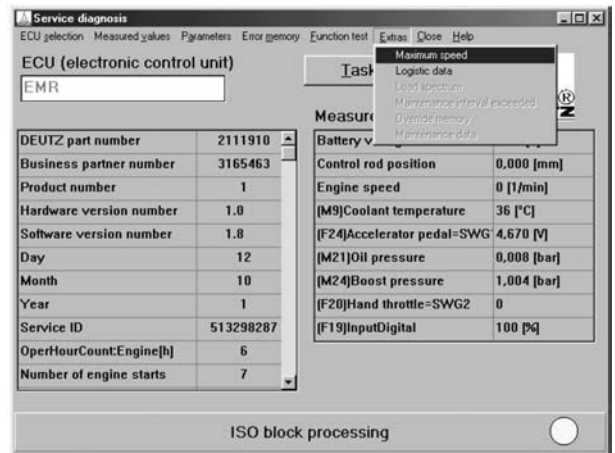 Service diagnosis
ECU selection Measured values Parameters Error memory Function test Extras Close Help
Maximum speed
Logistic data
Load spectrum
Maintenance interval exceeded
Override memory
Maintenance data
ECU (electronic control unit)
EMR
Task
®
Measure
DEUTZ part number 2111910
Business partner number 3165463
Product number 1
Hardware version number 1.0
Software version number 1.8
Day 12
Month 10
Year 1
Service ID 513298287
OperHourCount:Engine[h] 6
Number of engine starts 7
Battery v
Control rod position 0,000 [mm]
Engine speed 0 [1/min]
(M9)Coolant temperature 36 [°C]
(F24)Accelerator pedal=SWG 4,670 [V]
(M21)Oil pressure 0,008 [bar]
(M24)Boost pressure 1,004 [bar]
(F20)Hand throttle=SWG2 0
(F19)InputDigital 100 [%]
ISO block processing